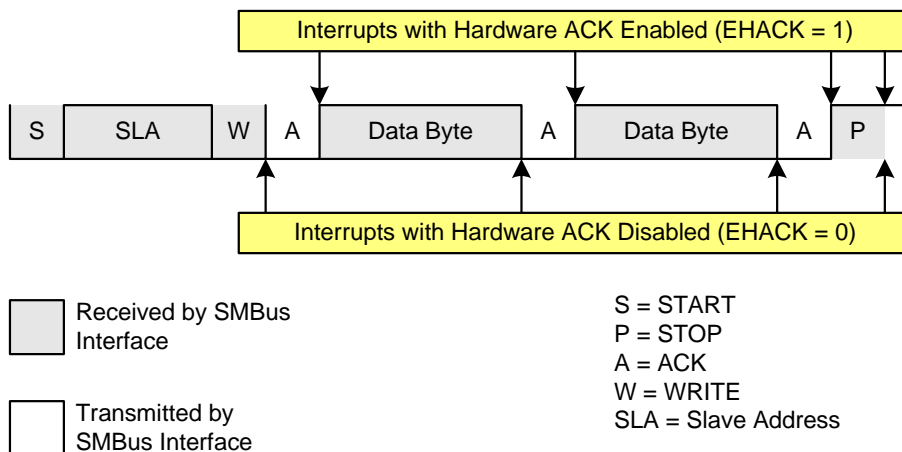 Interrupts with Hardware ACK Enabled (EHACK = 1)
S SLA W A Data Byte A Data Byte A P
Interrupts with Hardware ACK Disabled (EHACK = 0)
Received by SMBus
Interface
Transmitted by
SMBus Interface
S = START
P = STOP
A = ACK
W = WRITE
SLA = Slave Address